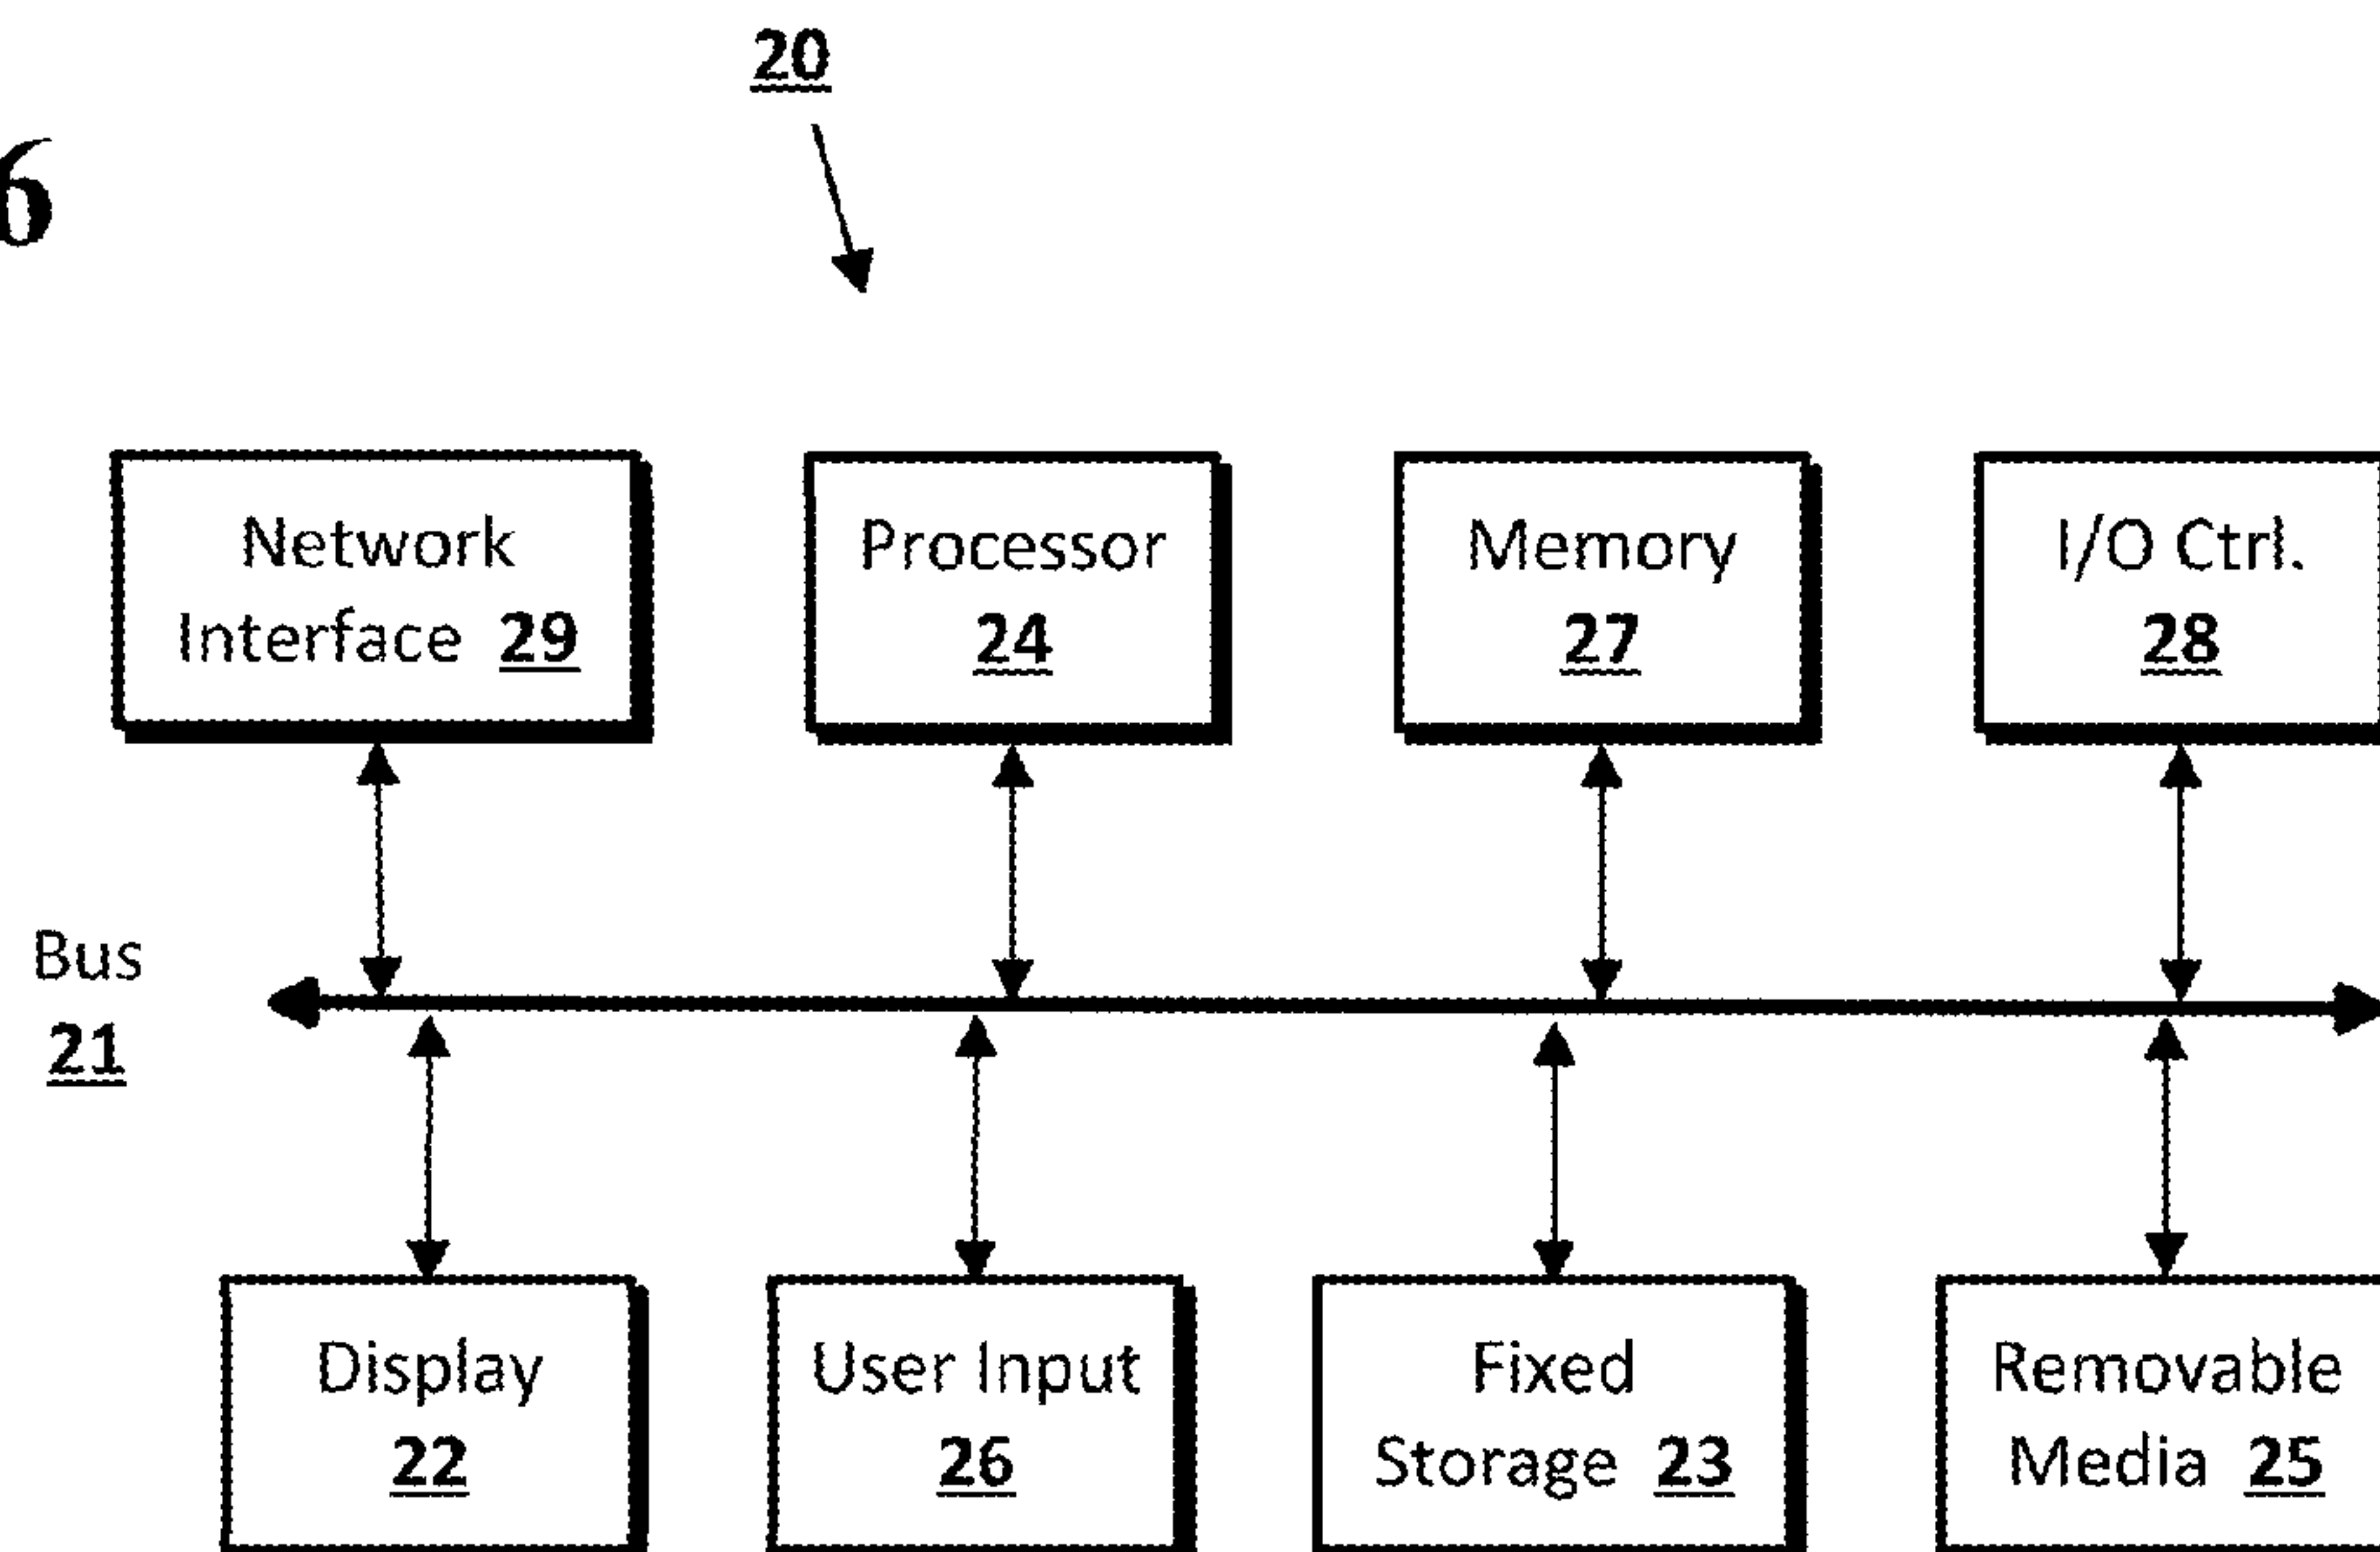 20
6
Network
Interface 29
Processor
24
Memory
27
I/O Ctrl.
28
Bus
21
Display
22
User Input
26
Fixed
Storage 23
Removable
Media 25